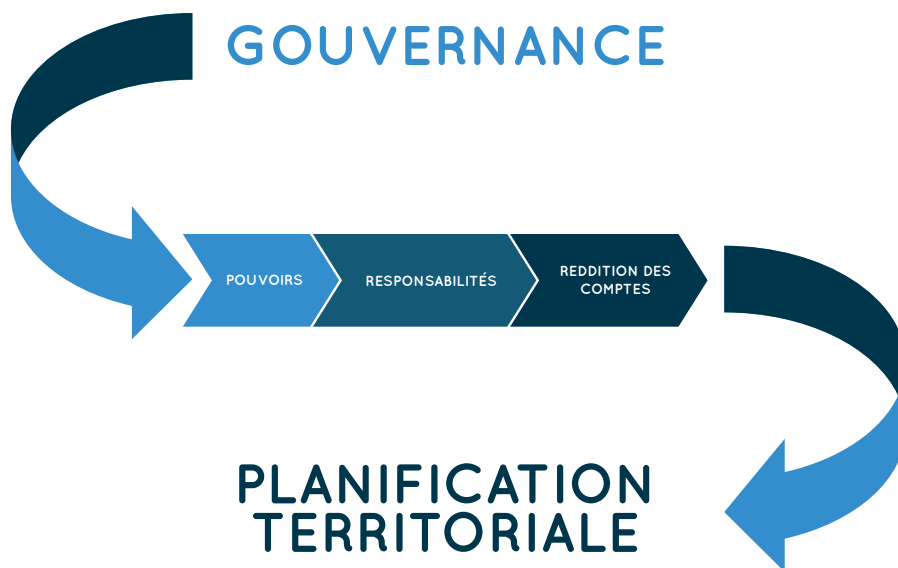 GOUVERNANCE
POUVOIRS
RESPONSABILITÉS
REDDITION DES
COMPTES
PLANIFICATION
TERRITORIALE